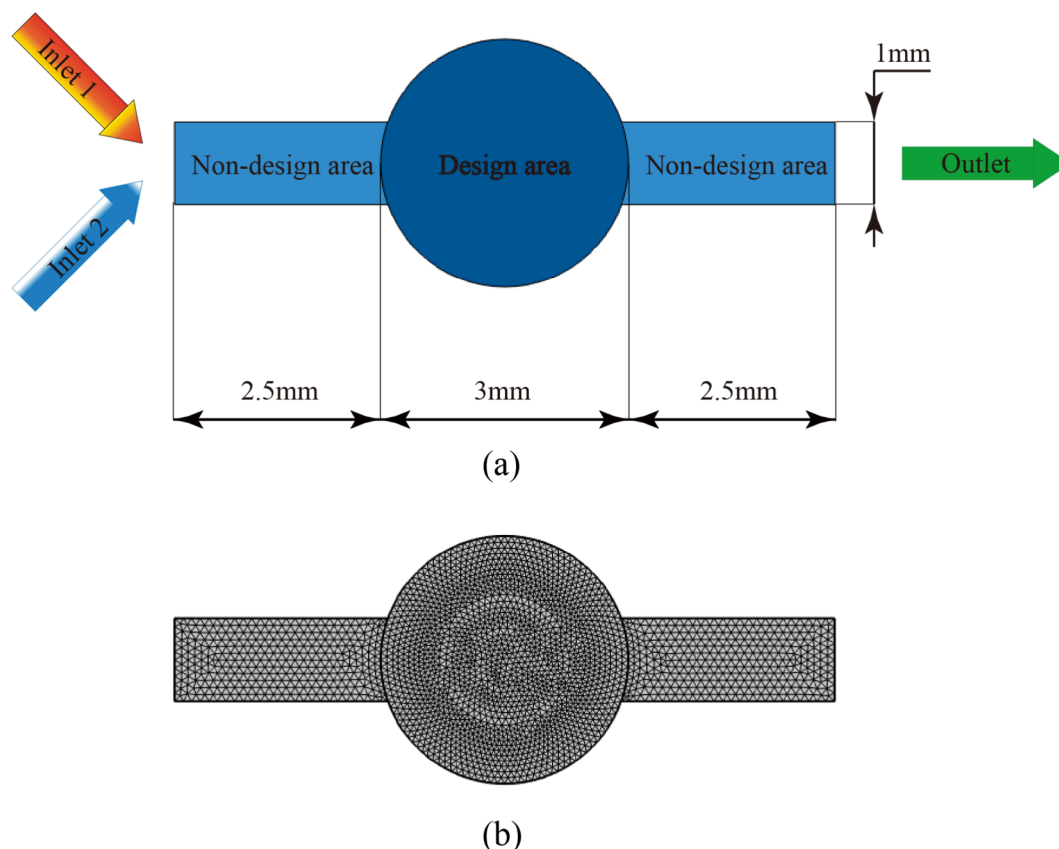 Inlet 1
1mm
Non-design area
Design area
Non-design area
Outlet
Inlet 2
2.5mm
3mm
2.5mm
(a)
(b)